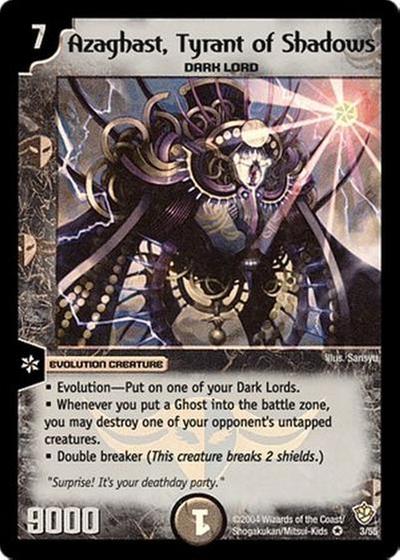 7
Azaghast, Tyrant of Shadows
DARK LORD
Illus. Sansyu
EVOLUTION CREATURE
▪ Evolution—Put on one of your Dark Lords.
▪ Whenever you put a Ghost into the battle zone,
you may destroy one of your opponent's untapped
creatures.
▪ Double breaker (This creature breaks 2 shields.)
"Surprise! It's your deathday party."
9000
1
©2004 Wizards of the Coast/
Shogakukan/Mitsui-Kids
3/55